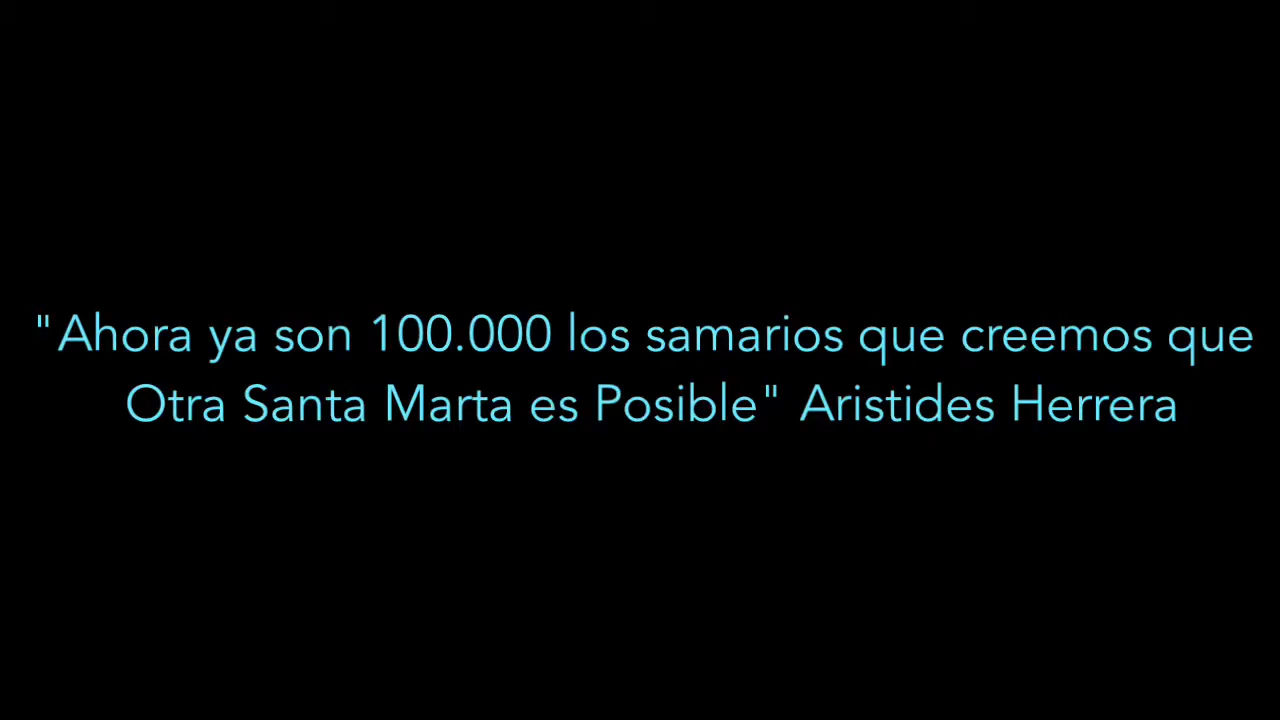 "Ahora ya son 100.000 los samarios que creemos que
Otra Santa Marta es Posible" Aristides Herrera